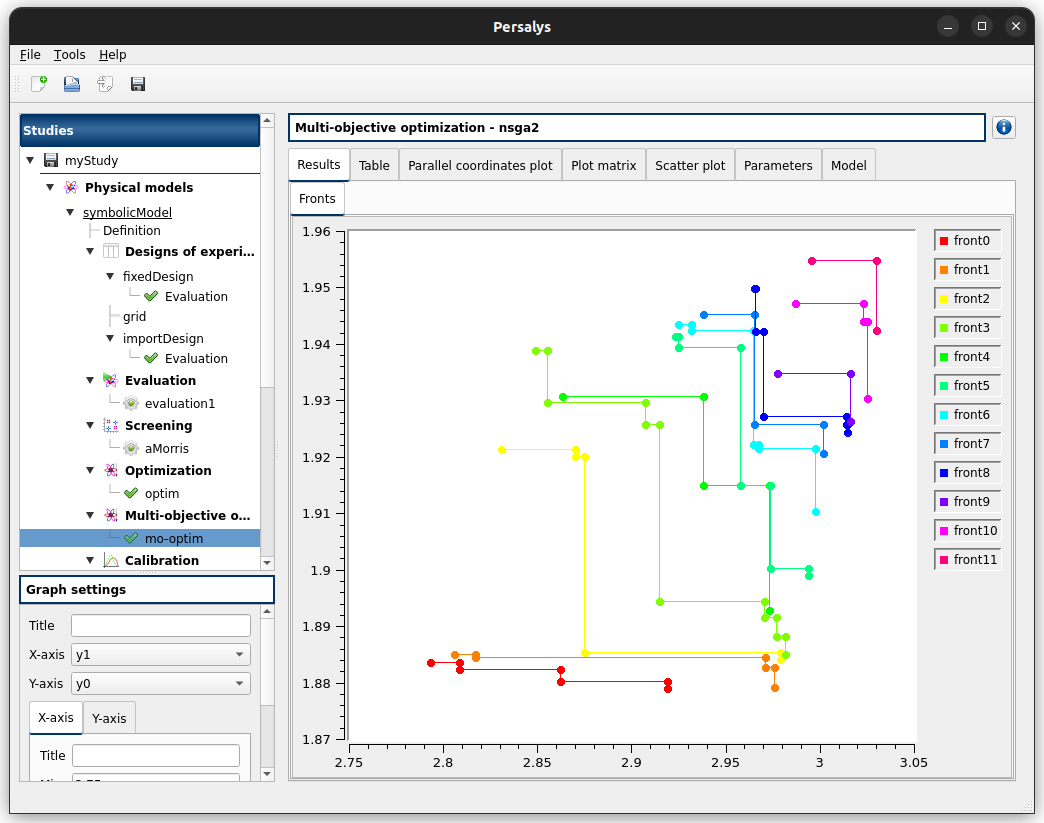 Persalys
File Tools Help
Studies
myStudy
Physical models
symbolicModel
Definition
Designs of experi...
fixedDesign
Evaluation
grid
importDesign
Evaluation
Evaluation
evaluation1
Screening
aMorris
Optimization
optim
Multi-objective o...
mo-optim
Calibration
Graph settings
Title
X-axis y1
Y-axis y0
X-axis Y-axis
Title
Multi-objective optimization - nsga2
Results Table Parallel coordinates plot Plot matrix Scatter plot Parameters Model
Fronts
1.96
1.95
1.94
1.93
1.92
1.91
1.9
1.89
1.88
1.87
2.75 2.8 2.85 2.9 2.95 3 3.05
front0
front1
front2
front3
front4
front5
front6
front7
front8
front9
front10
front11